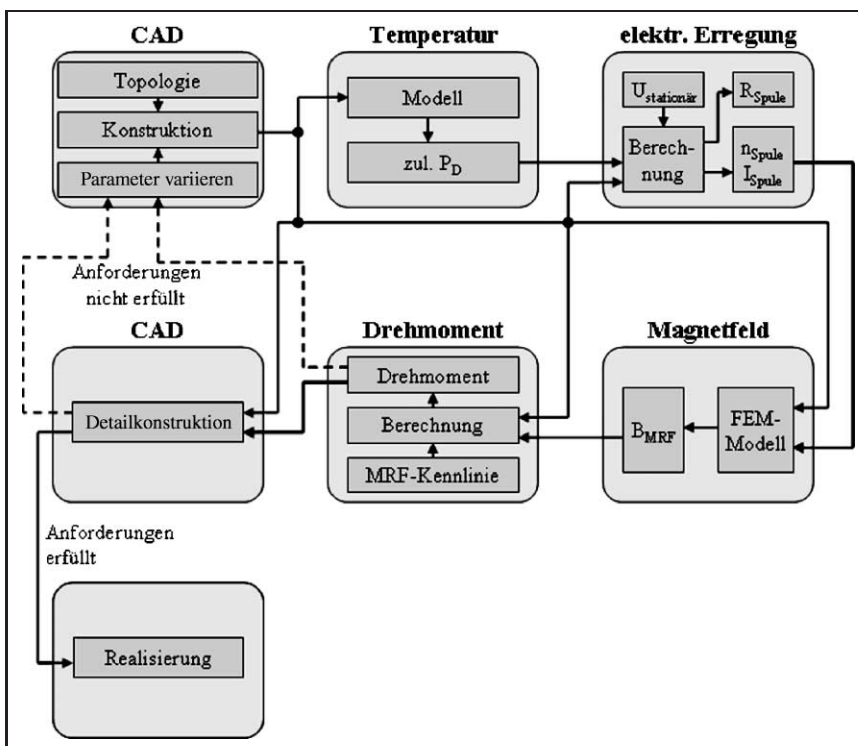 CAD
Topologie
Konstruktion
Parameter variieren
Temperatur
Modell
zul. P_D
elektr. Erregung
U_stationär
R_Spule
Berech-
nung
n_Spule
I_Spule
Anforderungen
nicht erfüllt
CAD
Detailkonstruktion
Drehmoment
Drehmoment
Berechnung
MRF-Kennlinie
Magnetfeld
B_MRF
FEM-
Modell
Anforderungen
erfüllt
Realisierung